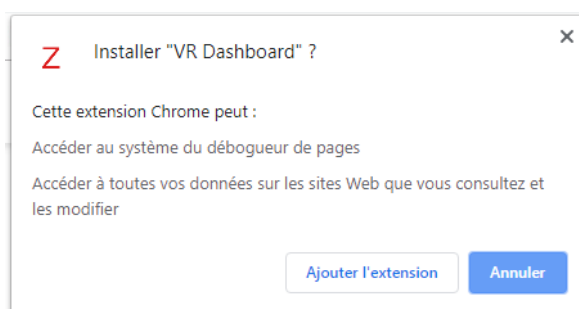 Z
Installer "VR Dashboard" ?
Cette extension Chrome peut :
Accéder au système du débogueur de pages
Accéder à toutes vos données sur les sites Web que vous consultez et
les modifier
Ajouter l'extension
Annuler